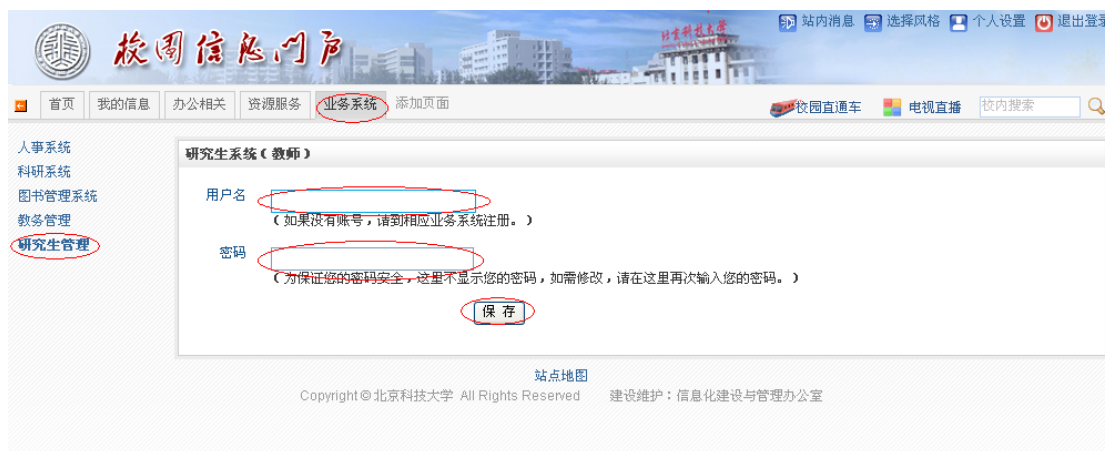 站内消息 选择风格 个人设置 退出登录
校园信息门户
北京科技大学
首页 我的信息 办公相关 资源服务 业务系统 添加页面
校园直通车 电视直播 校内搜索
人事系统
科研系统
图书管理系统
教务管理
研究生管理
研究生系统(教师)
用户名
(如果没有账号,请到相应业务系统注册。)
密码
(为保证您的密码安全,这里不显示您的密码,如需修改,请在这里再次输入您的密码。)
保 存
站点地图
Copyright©北京科技大学 All Rights Reserved 建设维护:信息化建设与管理办公室